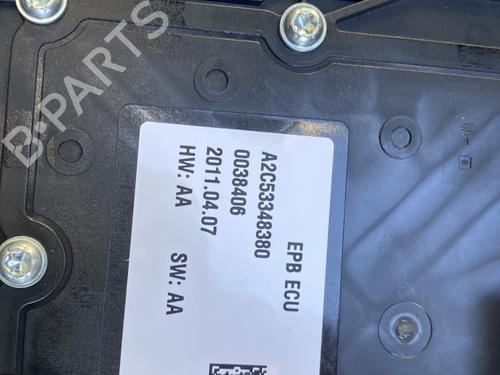 EPB ECU
A2C53348380
0038406
2011.04.07
HW: AA SW: AA
B-PARTS